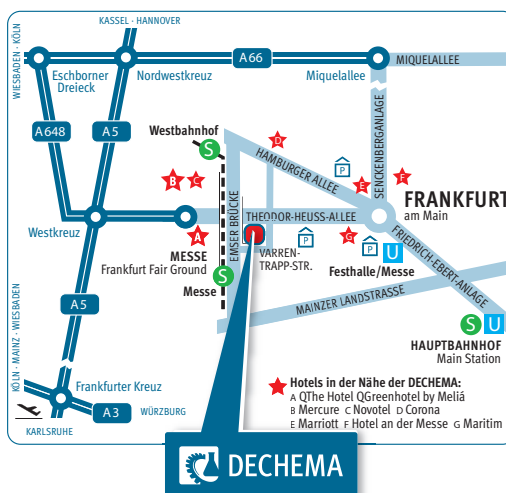 KASSEL · HANNOVER
WIESBADEN · KÖLN
A66
MIQUELALLEE
Eschborner
Dreieck
Nordwestkreuz
Miquelallee
A648
A5
Westbahnhof
S
D
HAMBURGER ALLEE
SENCKENBERGANLAGE
P
B
C
E
F
FRANKFURT
am Main
EMSER BRÜCKE
THEODOR-HEUSS-ALLEE
Westkreuz
A
MESSE
Frankfurt Fair Ground
VARREN-
TRAPP-STR.
P
G
P
U
Festhalle/Messe
FRIEDRICH-EBERT-ANLAGE
S
Messe
A5
MAINZER LANDSTRASSE
S U
HAUPTBAHNHOF
Main Station
KÖLN · MAINZ · WIESBADEN
Frankfurter Kreuz
A3
WÜRZBURG
KARLSRUHE
Hotels in der Nähe der DECHEMA:
A QThe Hotel QGreenhotel by Meliá
B Mercure C Novotel D Corona
E Marriott F Hotel an der Messe G Maritim
DECHEMA